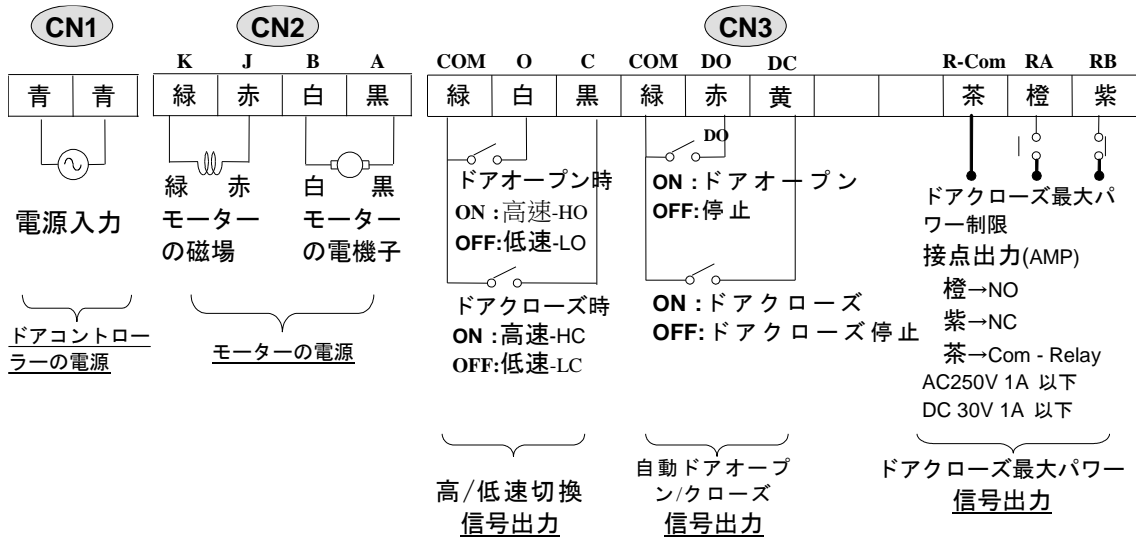 CN1
CN2
CN3
K J B A
COM O C COM DO DC
R-Com RA RB
青 青 緑 赤 白 黒
緑 白 黒 緑 赤 黄
茶 橙 紫
DO
緑 赤 白 黒
電源入力
モーター
の磁場
モーター
の電機子
ドアオープン時
ON :高速-HO
OFF:低速-LO
ドアクローズ時
ON :高速-HC
OFF:低速-LC
ON :ドアオープン
OFF:停止
ON :ドアクローズ
OFF:ドアクローズ停止
ドアクローズ最大パ
ワー制限
接点出力(AMP)
橙→NO
紫→NC
茶→Com - Relay
AC250V 1A 以下
DC 30V 1A 以下
ドアコントロー
ラーの電源
モーターの電源
高/低速切換
信号出力
自動ドアオープ
ン/クローズ
信号出力
ドアクローズ最大パワー
信号出力